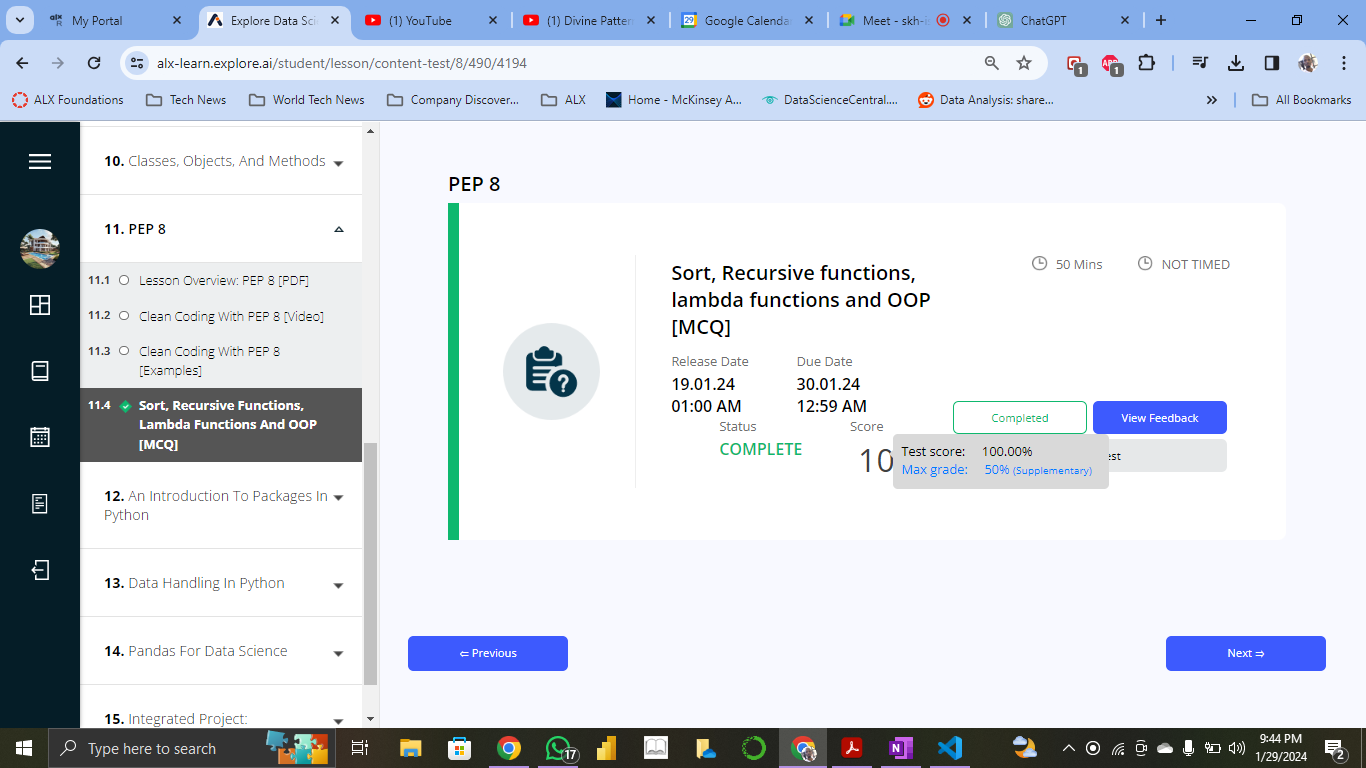 My Portal
Explore Data Sci
(1) YouTube
(1) Divine Patter
Google Calenda
Meet - skh-i
ChatGPT
alx-learn.explore.ai/student/lesson/content-test/8/490/4194
1
1
ALX Foundations
Tech News
World Tech News
Company Discover...
ALX
Home - McKinsey A...
DataScienceCentral....
Data Analysis: share...
All Bookmarks
10. Classes, Objects, And Methods
11. PEP 8
11.1 Lesson Overview: PEP 8 [PDF]
11.2 Clean Coding With PEP 8 [Video]
11.3 Clean Coding With PEP 8
[Examples]
11.4 Sort, Recursive Functions,
Lambda Functions And OOP
[MCQ]
12. An Introduction To Packages In
Python
13. Data Handling In Python
14. Pandas For Data Science
15. Integrated Project:
PEP 8
Sort, Recursive functions,
lambda functions and OOP
[MCQ]
50 Mins
NOT TIMED
Release Date
19.01.24
01:00 AM
Due Date
30.01.24
12:59 AM
Status
COMPLETE
Score
10
Completed
View Feedback
est
Test score: 100.00%
Max grade: 50% (Supplementary)
⇐ Previous
Next ⇒
Type here to search
17
9:44 PM
1/29/2024
2